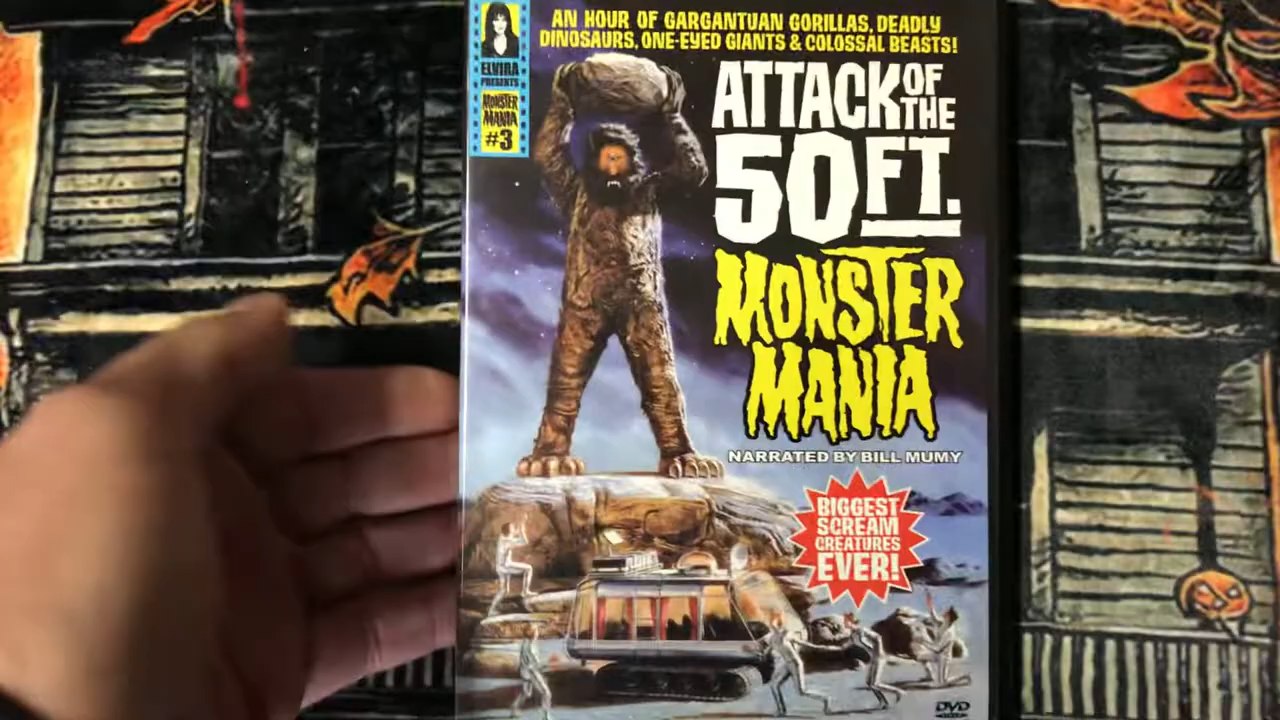 AN HOUR OF GARGANTUAN GORILLAS, DEADLY
DINOSAURS, ONE-EYED GIANTS & COLOSSAL BEASTS!
ELVIRA
PRESENTS
MONSTER
MANIA
#3
ATTACK OF
THE
50 FT.
MONSTER
MANIA
NARRATED BY BILL MUMY
BIGGEST
SCREAM
CREATURES
EVER!
DVD